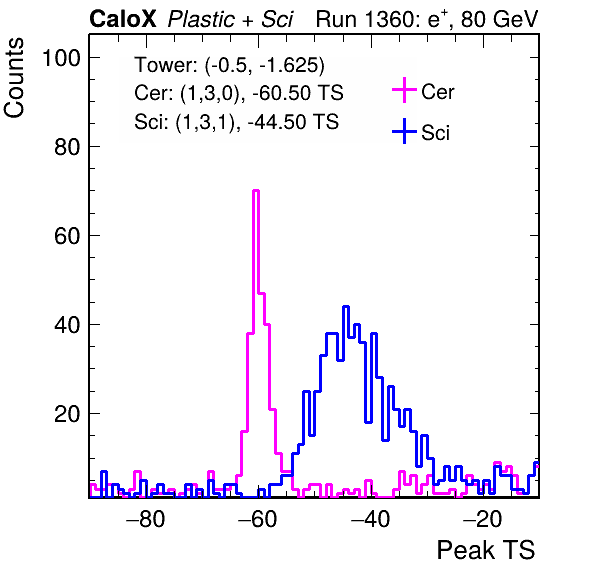 CaloX Plastic + Sci Run 1360: e+, 80 GeV
Counts
Tower: (-0.5, -1.625)
Cer: (1,3,0), -60.50 TS
Sci: (1,3,1), -44.50 TS
Cer
Sci
100
80
60
40
20
−80 −60 −40 −20
Peak TS